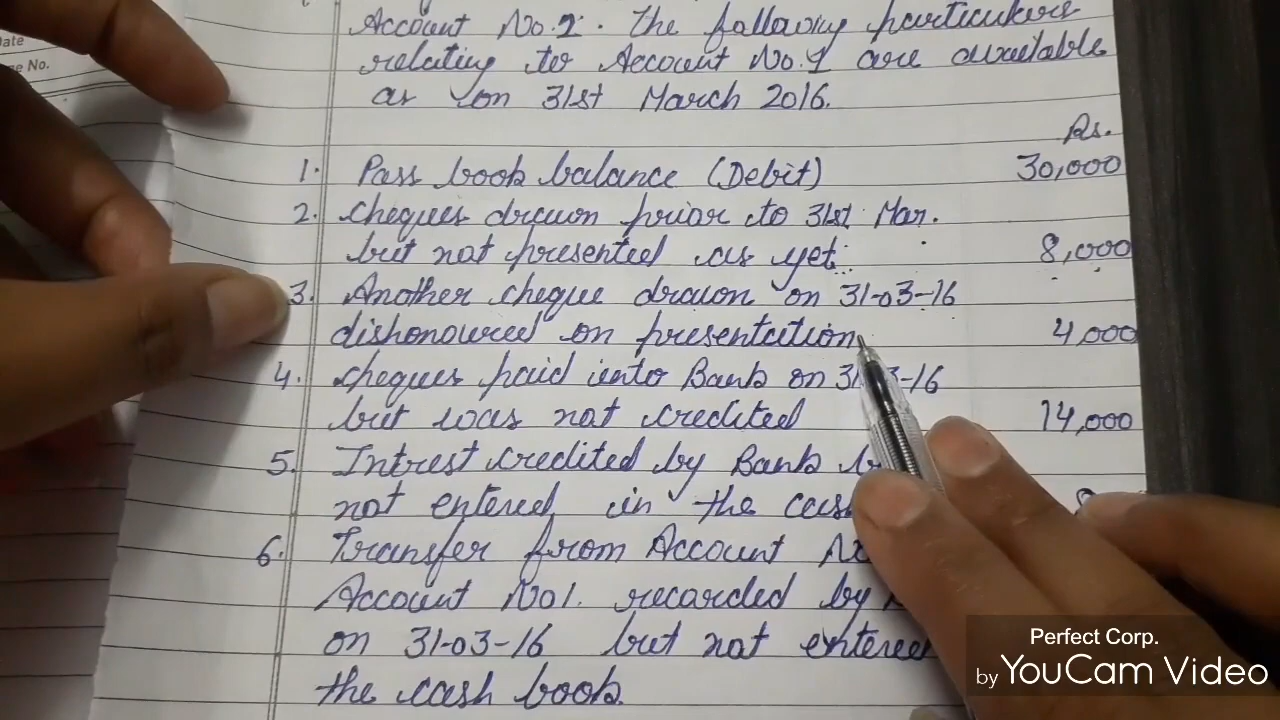 ate
e No.
Account No.2. The following particulars
relating to Account No.1 are available
as on 31st March 2016.
Rs.
1. Pass book balance (Debit) 30,000
2. cheques drawn prior to 31st Mar.
but not presented as yet. 8,000
3. Another cheque drawn on 31-03-16
dishonoured on presentation 4,000
4. cheques paid into Bank on 31-03-16
but was not credited 14,000
5. Intrest credited by Bank
not entered in the cash
6. Transfer from Account
Account No1. recorded by
on 31-03-16 but not entered
the cash book.
Perfect Corp.
by YouCam Video